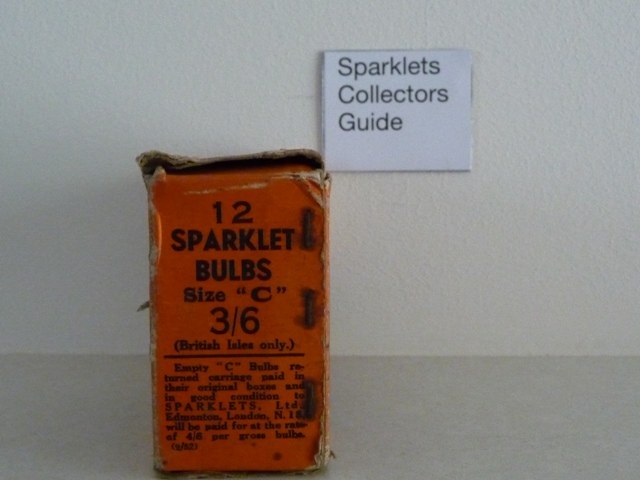 Sparklets
Collectors
Guide
12
SPARKLET
BULBS
Size "C"
3/6
(British Isles only.)
Empty "C" Bulbs re-
turned carriage paid in
their original boxes and
in good condition to
SPARKLETS, Ltd.
Edmonton, London, N.18
will be paid for at the rate
of 4/6 per gross bulbs.
(9/52)